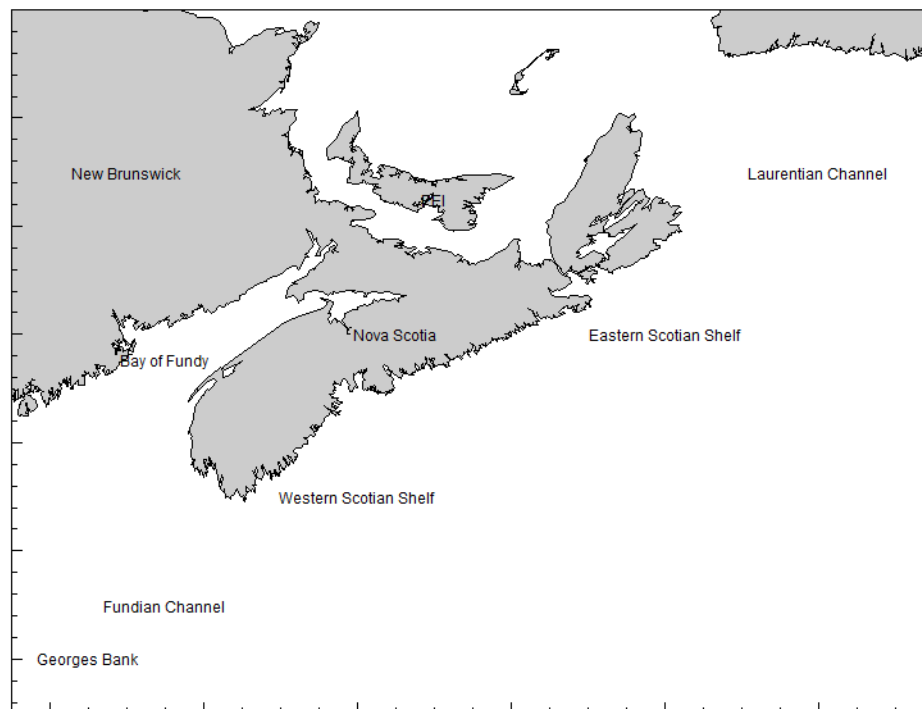 New Brunswick
Laurentian Channel
PEI
Nova Scotia
Eastern Scotian Shelf
Bay of Fundy
Western Scotian Shelf
Fundian Channel
Georges Bank